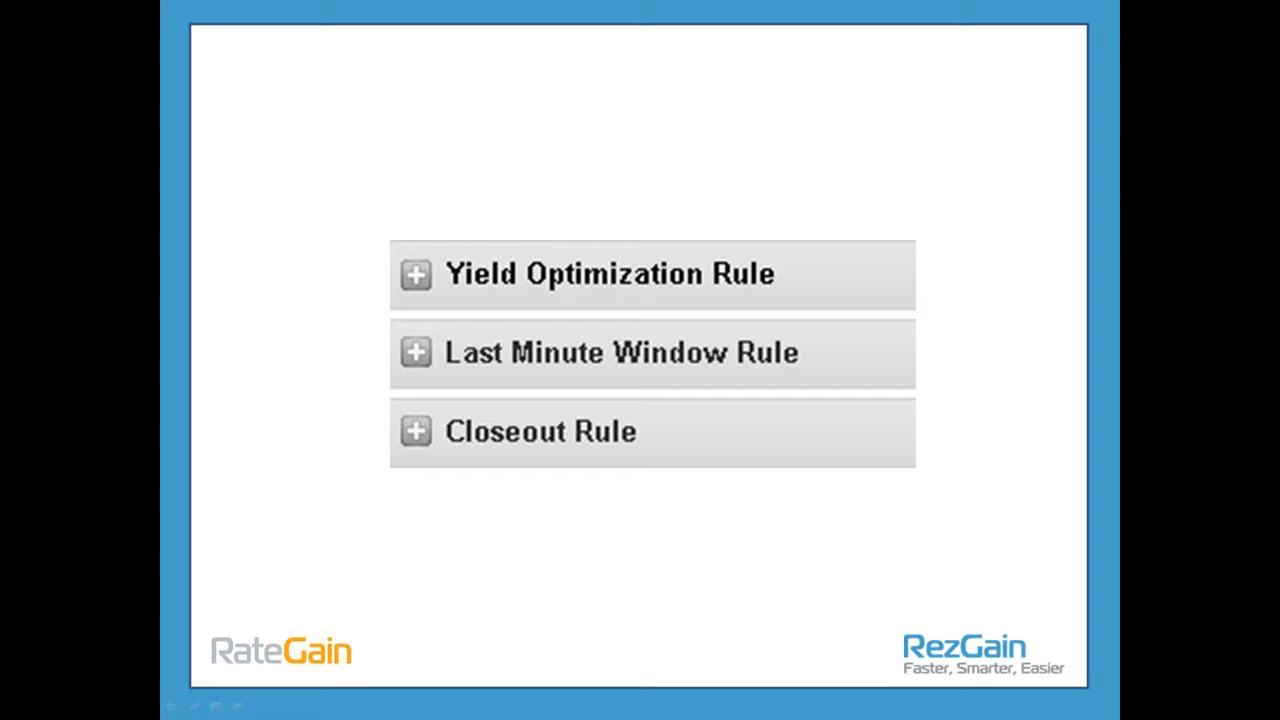 Yield Optimization Rule
Last Minute Window Rule
Closeout Rule
RateGain
RezGain
Faster, Smarter, Easier